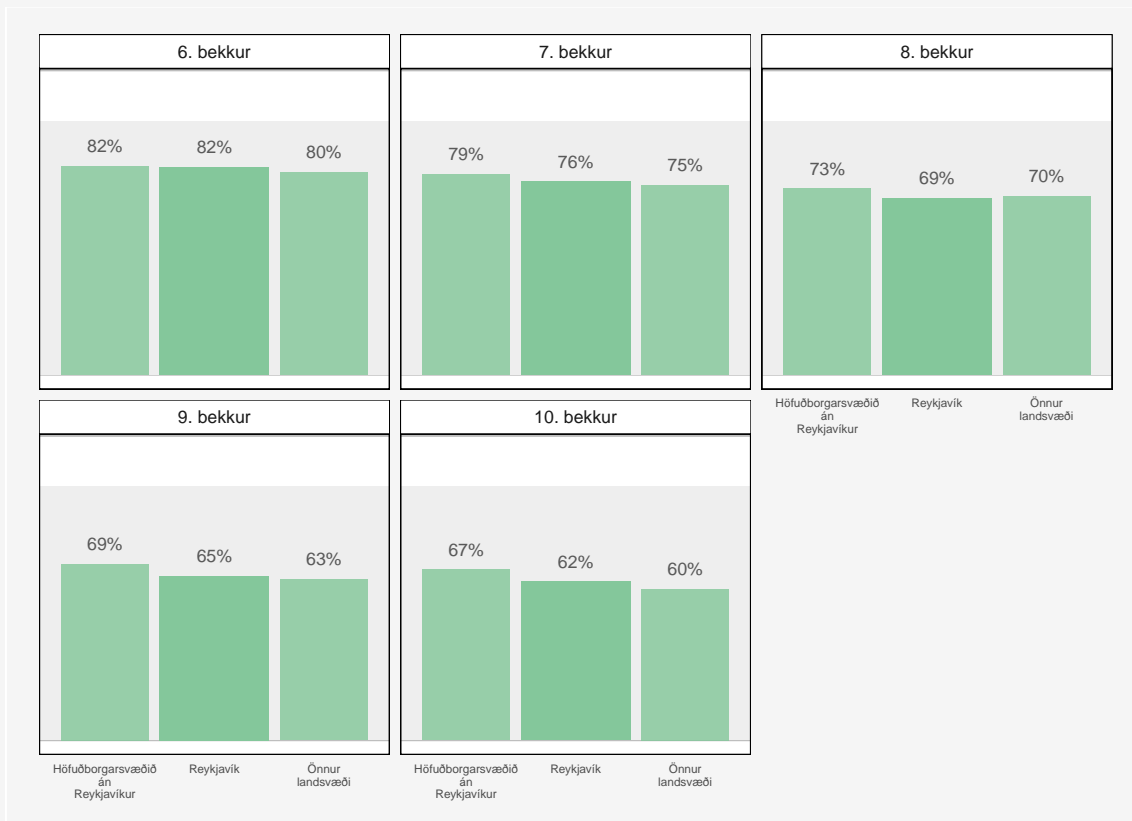 6. bekkur
7. bekkur
8. bekkur
82%
82%
80%
79%
76%
75%
73%
69%
70%
Höfuðborgarsvæðið
án
Reykjavíkur
Reykjavík
Önnur
landsvæði
9. bekkur
10. bekkur
69%
65%
63%
67%
62%
60%
Höfuðborgarsvæðið
án
Reykjavíkur
Reykjavík
Önnur
landsvæði
Höfuðborgarsvæðið
án
Reykjavíkur
Reykjavík
Önnur
landsvæði